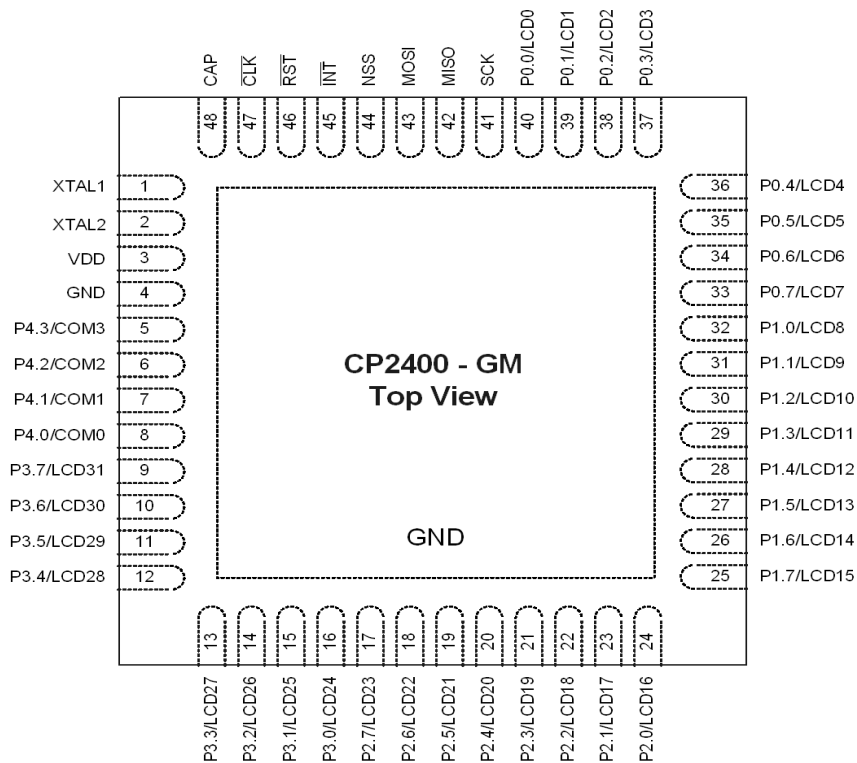 CAP
C̅L̅K̅
R̅S̅T̅
I̅N̅T̅
NSS
MOSI
MISO
SCK
P0.0/LCD0
P0.1/LCD1
P0.2/LCD2
P0.3/LCD3
48
47
46
45
44
43
42
41
40
39
38
37
XTAL1 1
XTAL2 2
VDD 3
GND 4
P4.3/COM3 5
P4.2/COM2 6
P4.1/COM1 7
P4.0/COM0 8
P3.7/LCD31 9
P3.6/LCD30 10
P3.5/LCD29 11
P3.4/LCD28 12
CP2400 - GM
Top View
GND
36 P0.4/LCD4
35 P0.5/LCD5
34 P0.6/LCD6
33 P0.7/LCD7
32 P1.0/LCD8
31 P1.1/LCD9
30 P1.2/LCD10
29 P1.3/LCD11
28 P1.4/LCD12
27 P1.5/LCD13
26 P1.6/LCD14
25 P1.7/LCD15
13
14
15
16
17
18
19
20
21
22
23
24
P3.3/LCD27
P3.2/LCD26
P3.1/LCD25
P3.0/LCD24
P2.7/LCD23
P2.6/LCD22
P2.5/LCD21
P2.4/LCD20
P2.3/LCD19
P2.2/LCD18
P2.1/LCD17
P2.0/LCD16